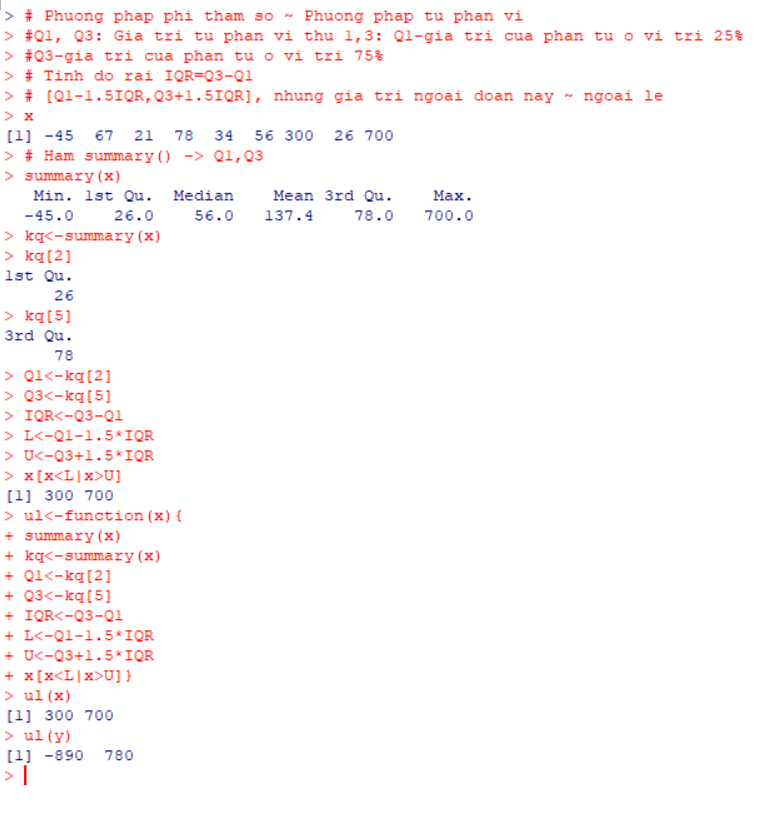 > # Phuong phap phi tham so ~ Phuong phap tu phan vi
> #Q1, Q3: Gia tri tu phan vi thu 1,3: Q1-gia tri cua phan tu o vi tri 25%
> #Q3-gia tri cua phan tu o vi tri 75%
> # Tinh do rai IQR=Q3-Q1
> # [Q1-1.5IQR,Q3+1.5IQR], nhung gia tri ngoai doan nay ~ ngoai le
> x
[1] -45  67  21  78  34  56 300  26 700
> # Ham summary() -> Q1,Q3
> summary(x)
   Min. 1st Qu.  Median    Mean 3rd Qu.    Max.
  -45.0    26.0    56.0   137.4    78.0   700.0
> kq<-summary(x)
> kq[2]
1st Qu.
     26
> kq[5]
3rd Qu.
     78
> Q1<-kq[2]
> Q3<-kq[5]
> IQR<-Q3-Q1
> L<-Q1-1.5*IQR
> U<-Q3+1.5*IQR
> x[x<L|x>U]
[1] 300 700
> ul<-function(x){
+ summary(x)
+ kq<-summary(x)
+ Q1<-kq[2]
+ Q3<-kq[5]
+ IQR<-Q3-Q1
+ L<-Q1-1.5*IQR
+ U<-Q3+1.5*IQR
+ x[x<L|x>U]}
> ul(x)
[1] 300 700
> ul(y)
[1] -890  780
>